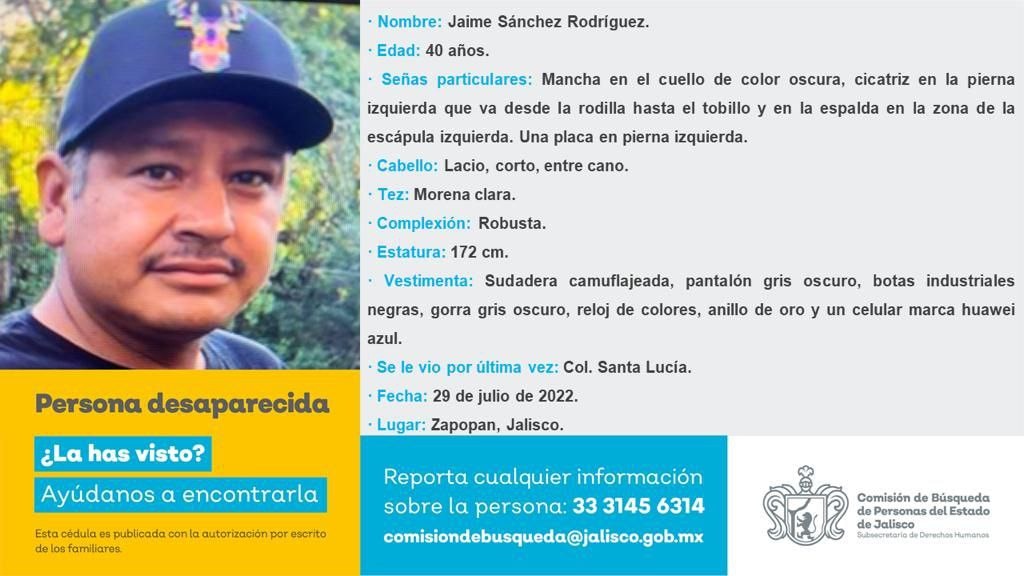 · Nombre: Jaime Sánchez Rodríguez.
· Edad: 40 años.
· Señas particulares: Mancha en el cuello de color oscura, cicatriz en la pierna
izquierda que va desde la rodilla hasta el tobillo y en la espalda en la zona de la
escápula izquierda. Una placa en pierna izquierda.
· Cabello: Lacio, corto, entre cano.
· Tez: Morena clara.
· Complexión: Robusta.
· Estatura: 172 cm.
· Vestimenta: Sudadera camuflajeada, pantalón gris oscuro, botas industriales
negras, gorra gris oscuro, reloj de colores, anillo de oro y un celular marca huawei
azul.
· Se le vio por última vez: Col. Santa Lucía.
· Fecha: 29 de julio de 2022.
· Lugar: Zapopan, Jalisco.
Persona desaparecida
¿La has visto?
Ayúdanos a encontrarla
Esta cédula es publicada con la autorización por escrito
de los familiares.
Reporta cualquier información
sobre la persona: 33 3145 6314
comisiondebusqueda@jalisco.gob.mx
Comisión de Búsqueda
de Personas del Estado
de Jalisco
Subsecretaría de Derechos Humanos